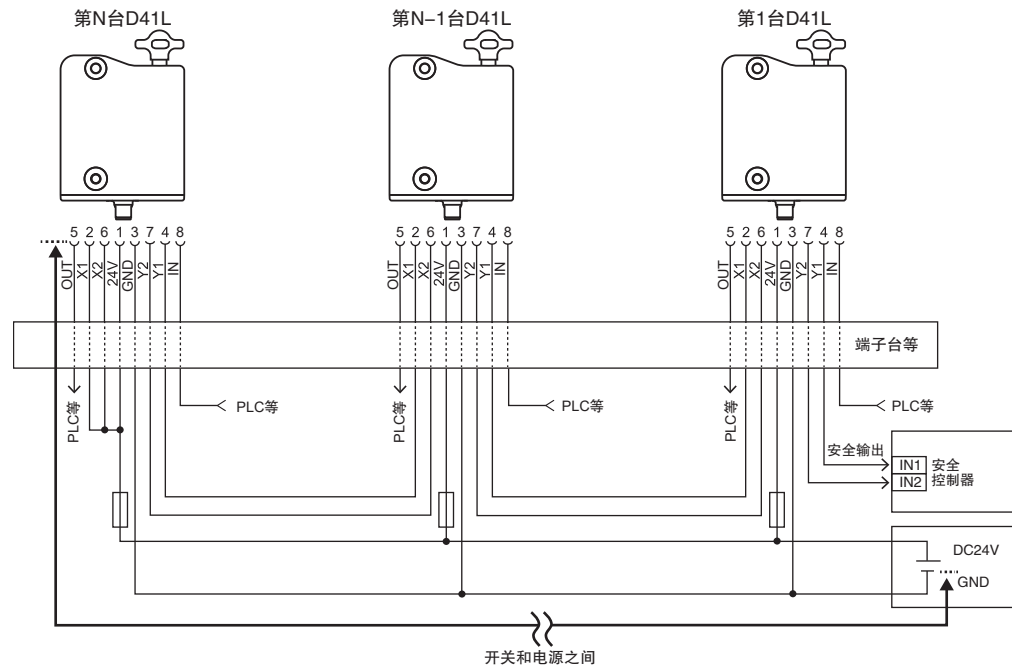 第N台D41L 第N–1台D41L 第1台D41L
5 2 6 1 3 7 4 8 5 2 6 1 3 7 4 8 5 2 6 1 3 7 4 8
OUT X1 X2 24V GND Y2 Y1 IN OUT X1 X2 24V GND Y2 Y1 IN OUT X1 X2 24V GND Y2 Y1 IN
端子台等
PLC等 PLC等 PLC等 PLC等 PLC等 PLC等
安全输出
IN1 安全
IN2 控制器
DC24V
GND
开关和电源之间